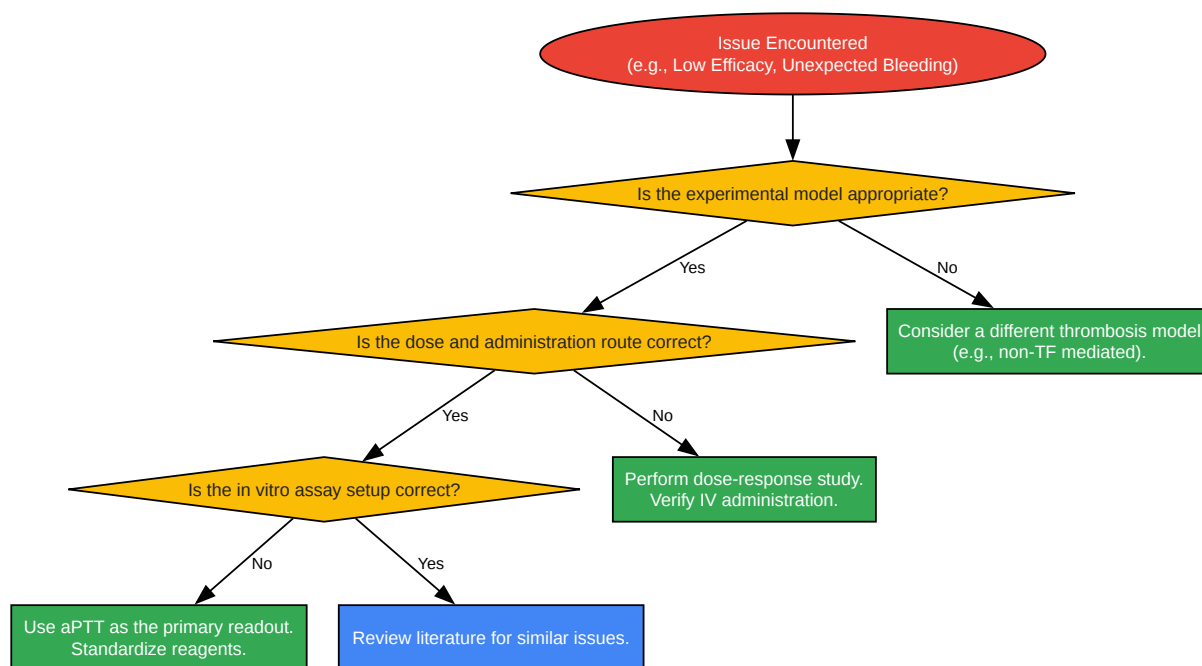 Issue Encountered
(e.g., Low Efficacy, Unexpected Bleeding)
Is the experimental model appropriate?
Yes
No
Is the dose and administration route correct?
Consider a different thrombosis model
(e.g., non-TF mediated).
Yes
No
Is the in vitro assay setup correct?
Perform dose-response study.
Verify IV administration.
No
Yes
Use aPTT as the primary readout.
Standardize reagents.
Review literature for similar issues.